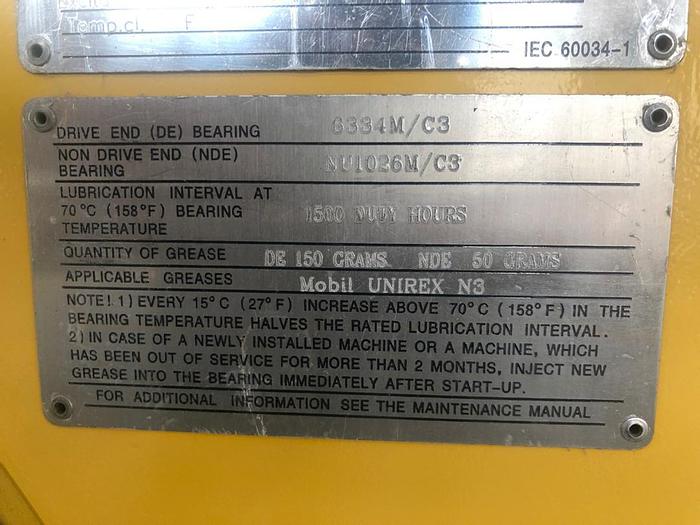 Temp.cl. F
IEC 60034-1
DRIVE END (DE) BEARING 6334M/C3
NON DRIVE END (NDE) BEARING NU1026M/C3
LUBRICATION INTERVAL AT
70°C (158°F) BEARING 1500 DUTY HOURS
TEMPERATURE
QUANTITY OF GREASE DE 150 GRAMS NDE 50 GRAMS
APPLICABLE GREASES Mobil UNIREX N3
NOTE! 1) EVERY 15°C (27°F) INCREASE ABOVE 70°C (158°F) IN THE
BEARING TEMPERATURE HALVES THE RATED LUBRICATION INTERVAL.
2) IN CASE OF A NEWLY INSTALLED MACHINE OR A MACHINE, WHICH
HAS BEEN OUT OF SERVICE FOR MORE THAN 2 MONTHS, INJECT NEW
GREASE INTO THE BEARING IMMEDIATELY AFTER START-UP.
FOR ADDITIONAL INFORMATION SEE THE MAINTENANCE MANUAL